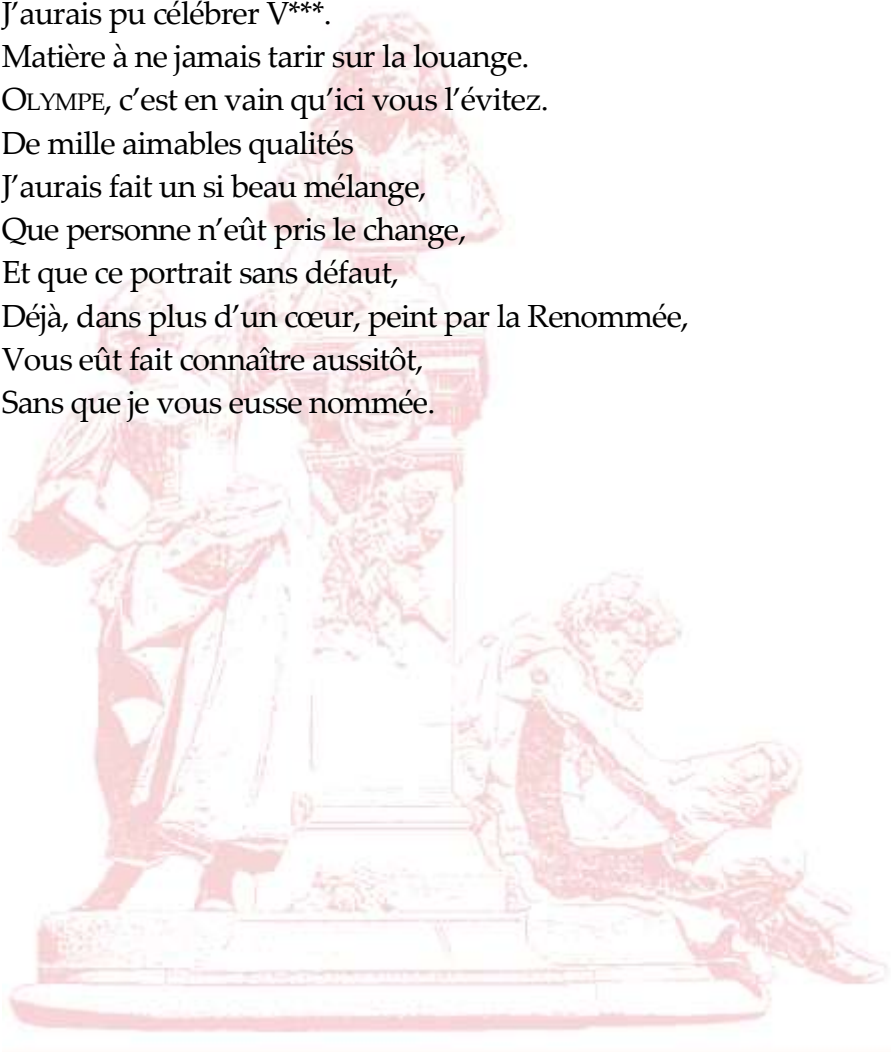 J’aurais pu célébrer V***.
Matière à ne jamais tarir sur la louange.
OLYMPE, c’est en vain qu’ici vous l’évitez.
De mille aimables qualités
J’aurais fait un si beau mélange,
Que personne n’eût pris le change,
Et que ce portrait sans défaut,
Déjà, dans plus d’un cœur, peint par la Renommée,
Vous eût fait connaître aussitôt,
Sans que je vous eusse nommée.